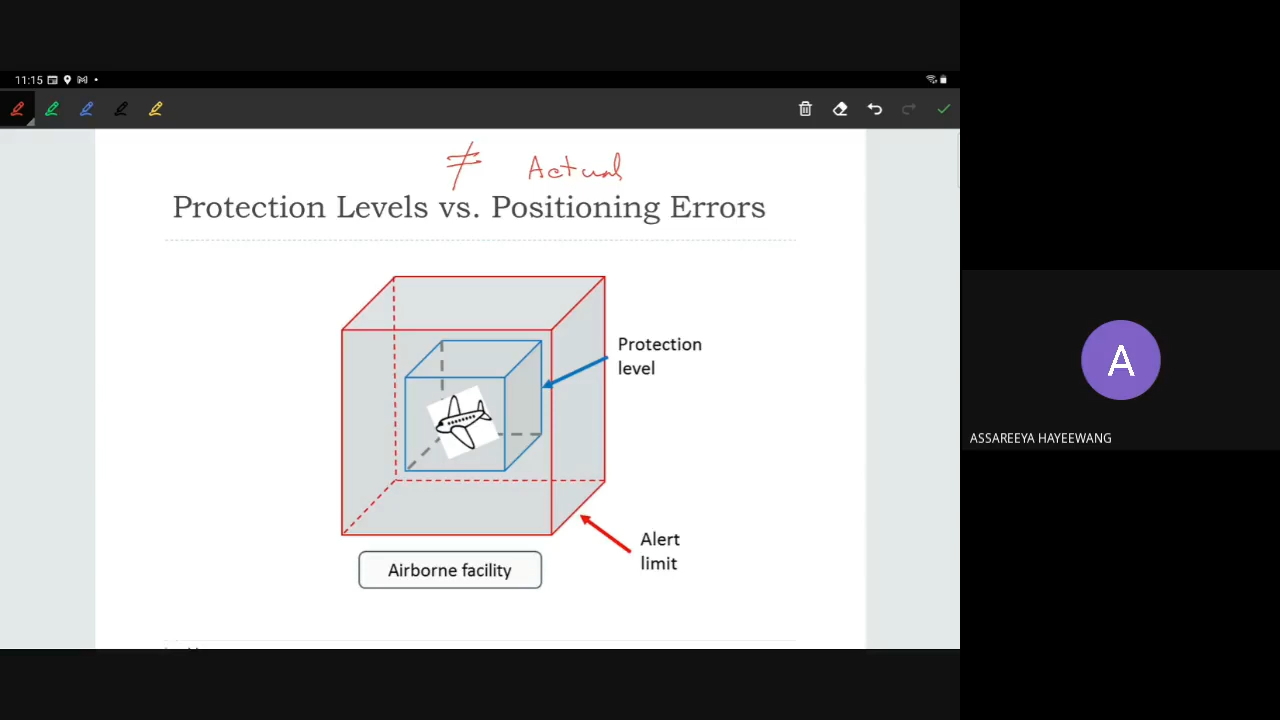 11:15
≠ Actual
Protection Levels vs. Positioning Errors
Protection
level
Alert
limit
Airborne facility
A
ASSAREEYA HAYEEWANG